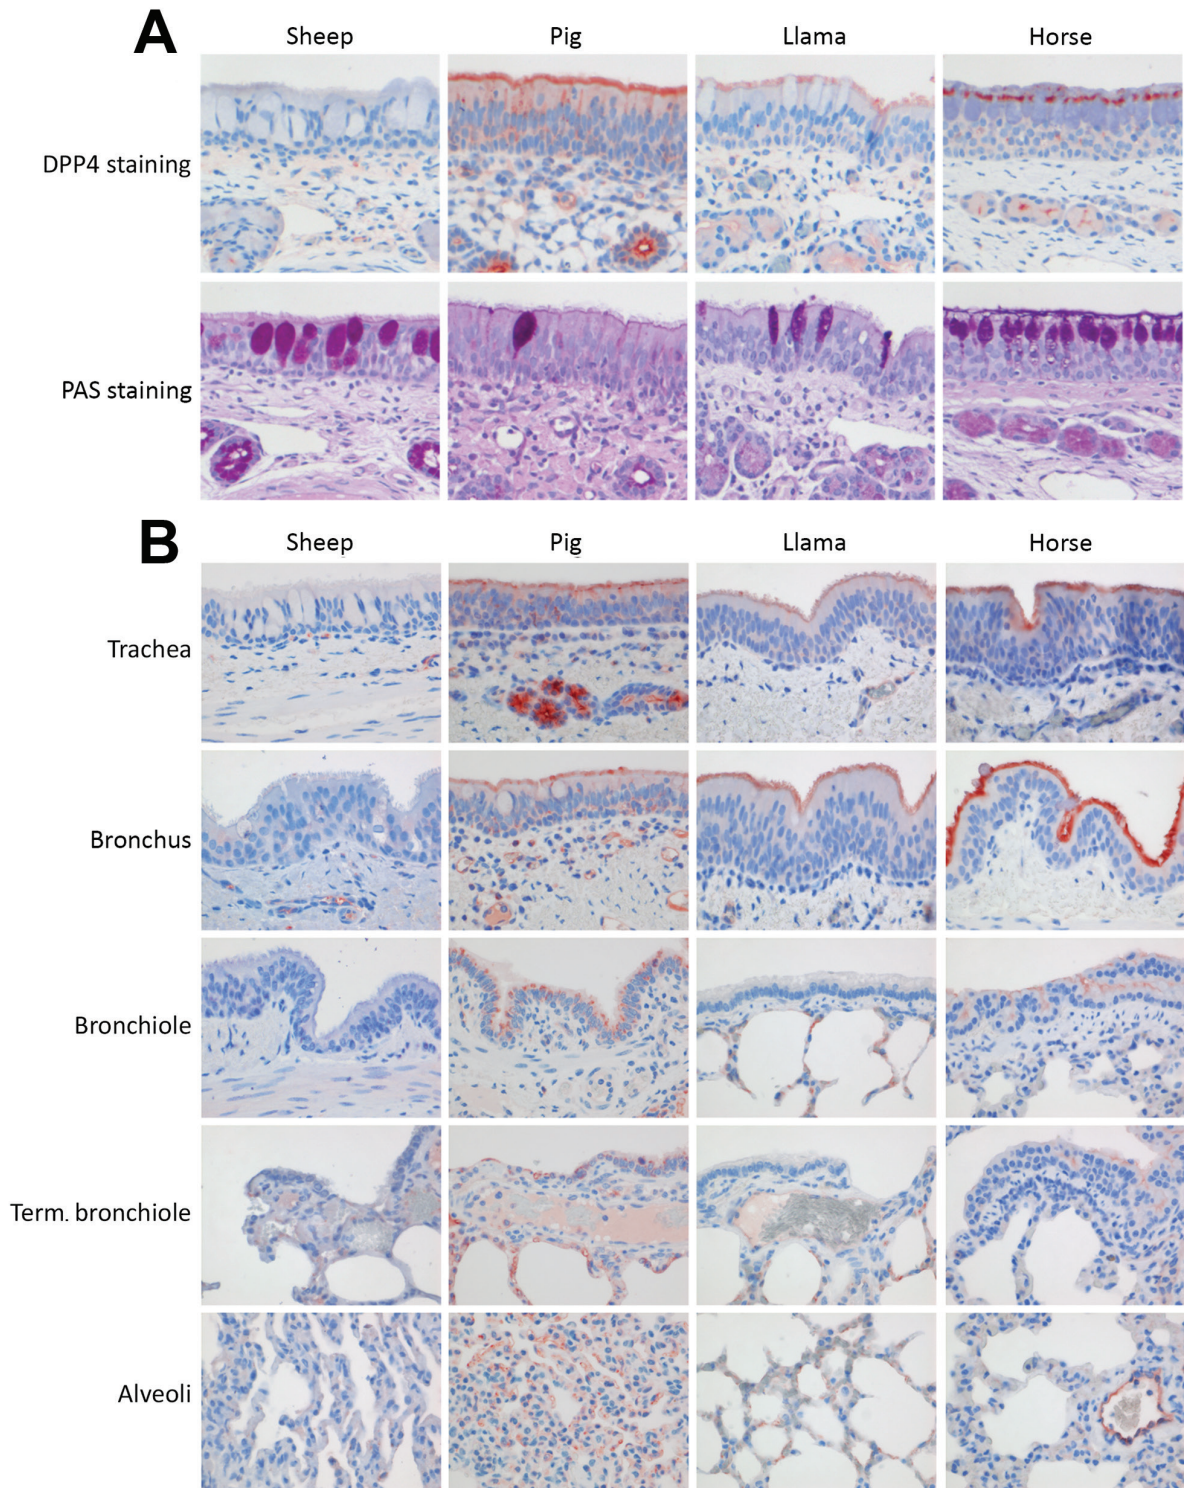 A
Sheep Pig Llama Horse
DPP4 staining
PAS staining
B
Sheep Pig Llama Horse
Trachea
Bronchus
Bronchiole
Term. bronchiole
Alveoli